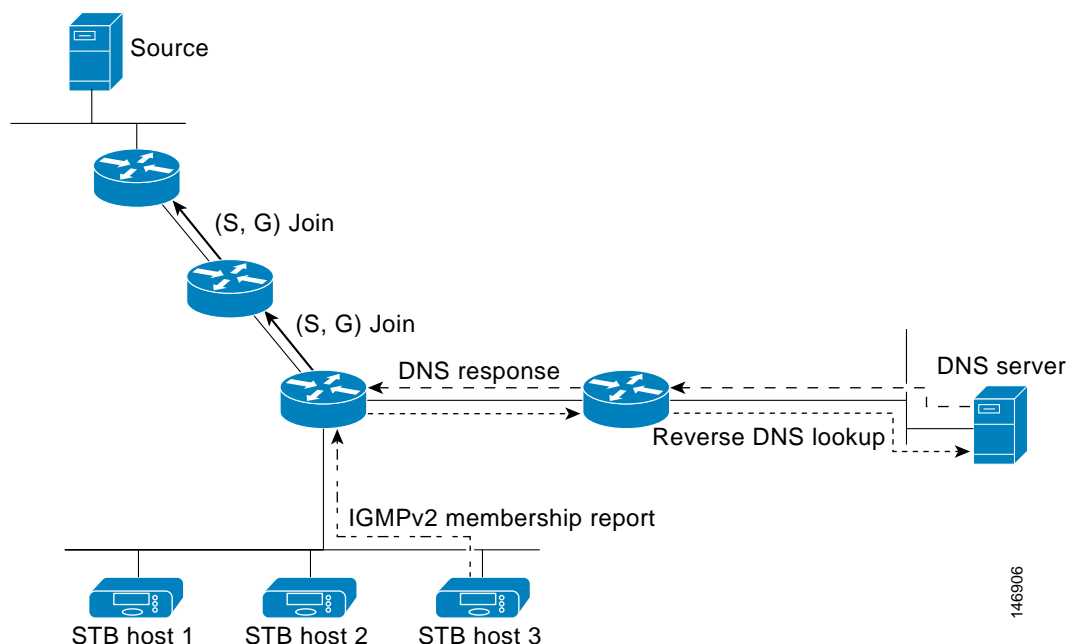 Source
(S, G) Join
(S, G) Join
DNS response
DNS server
Reverse DNS lookup
IGMPv2 membership report
STB host 1
STB host 2
STB host 3
146906